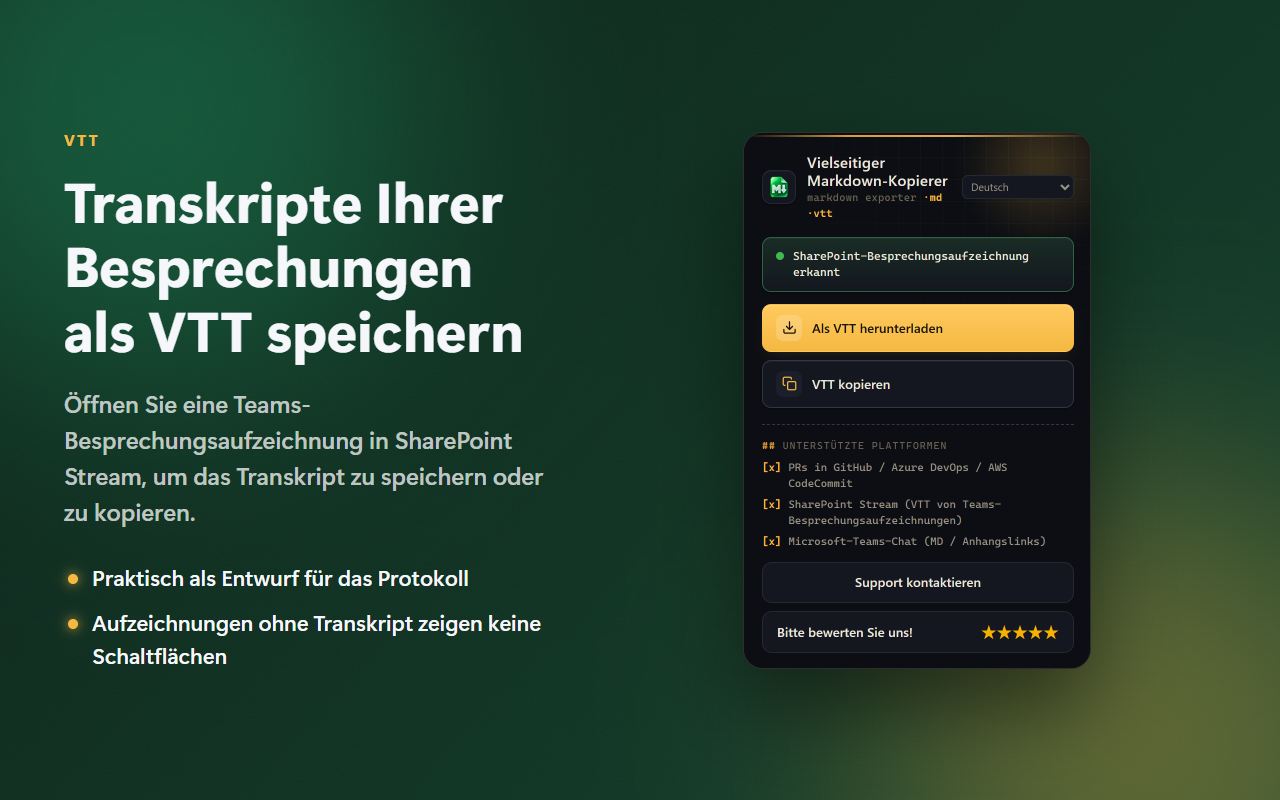 VTT
Transkripte Ihrer
Besprechungen
als VTT speichern
Öffnen Sie eine Teams-
Besprechungsaufzeichnung in SharePoint
Stream, um das Transkript zu speichern oder
zu kopieren.
Praktisch als Entwurf für das Protokoll
Aufzeichnungen ohne Transkript zeigen keine
Schaltflächen
Vielseitiger
Markdown-Kopierer
markdown exporter ·md
·vtt
Deutsch
SharePoint-Besprechungsaufzeichnung
erkannt
Als VTT herunterladen
VTT kopieren
## UNTERSTÜTZTE PLATTFORMEN
[x] PRs in GitHub / Azure DevOps / AWS
CodeCommit
[x] SharePoint Stream (VTT von Teams-
Besprechungsaufzeichnungen)
[x] Microsoft-Teams-Chat (MD / Anhangslinks)
Support kontaktieren
Bitte bewerten Sie uns! ★★★★★